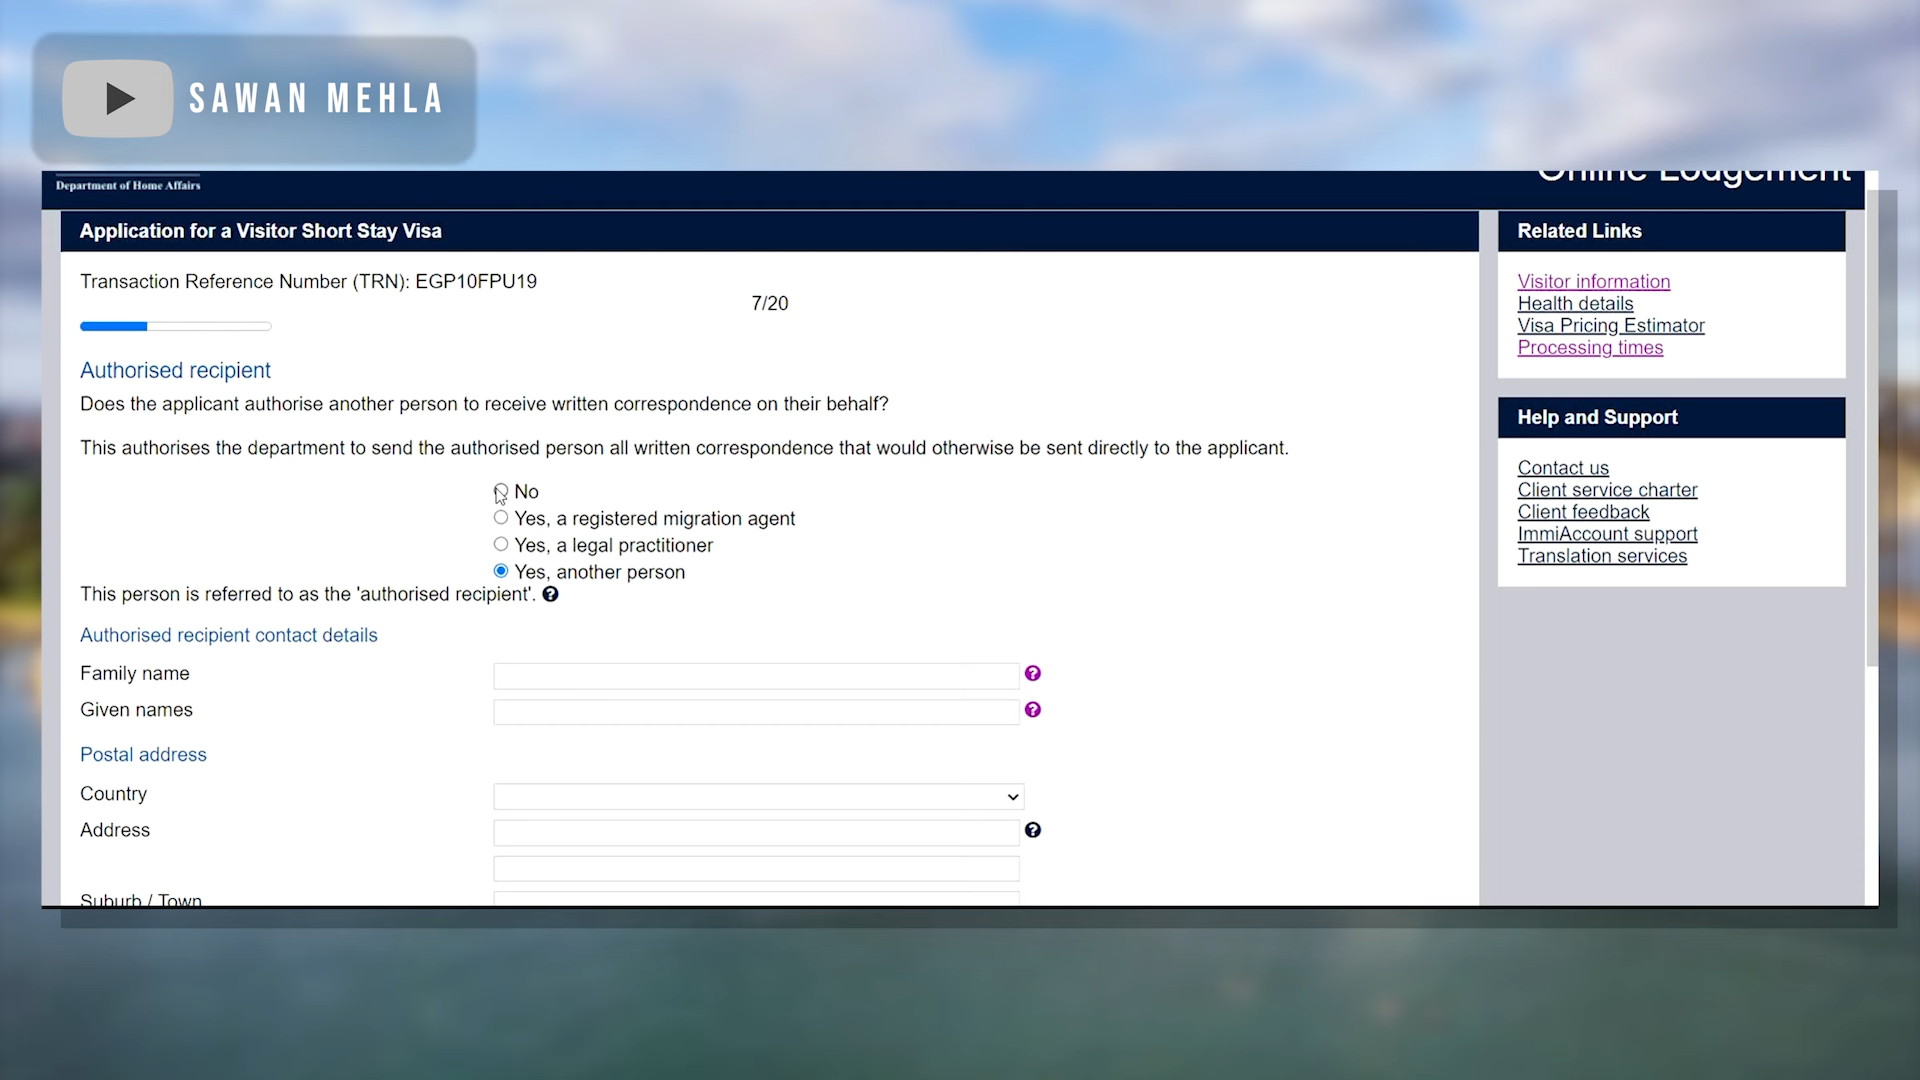 SAWAN MEHLA
Department of Home Affairs
Online Lodgement
Application for a Visitor Short Stay Visa
Transaction Reference Number (TRN): EGP10FPU19
7/20
Authorised recipient
Does the applicant authorise another person to receive written correspondence on their behalf?
This authorises the department to send the authorised person all written correspondence that would otherwise be sent directly to the applicant.
No
Yes, a registered migration agent
Yes, a legal practitioner
Yes, another person
This person is referred to as the 'authorised recipient'. ?
Authorised recipient contact details
Family name ?
Given names ?
Postal address
Country
Address ?
Suburb / Town
Related Links
Visitor information
Health details
Visa Pricing Estimator
Processing times
Help and Support
Contact us
Client service charter
Client feedback
ImmiAccount support
Translation services